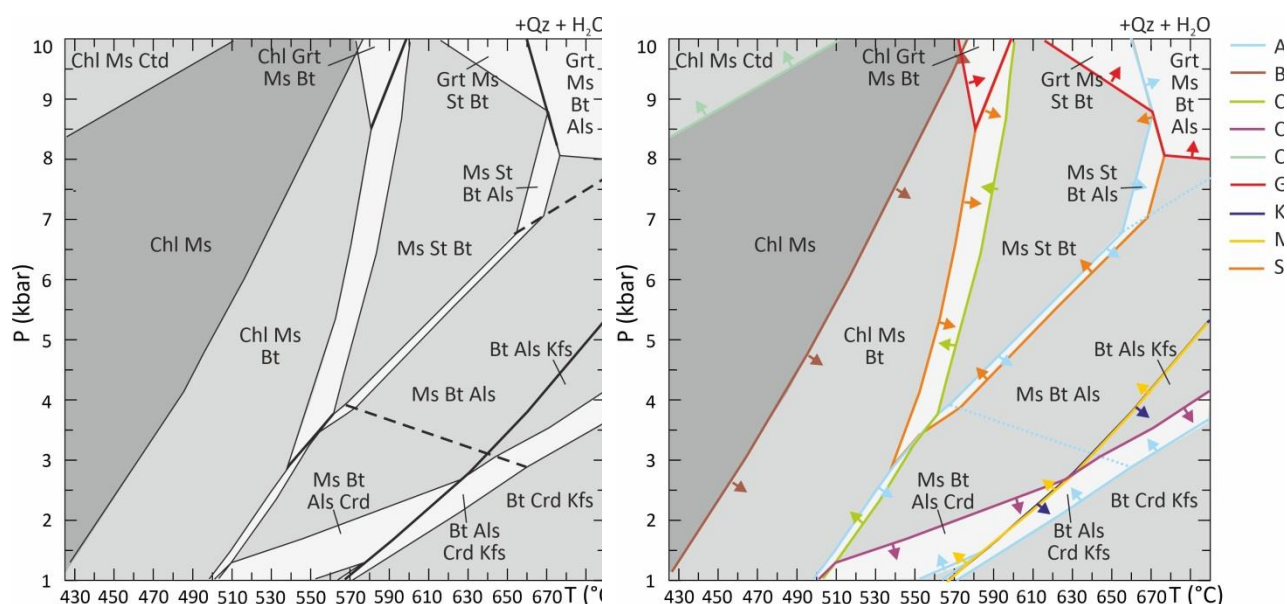 +Qz + H₂O
10
9
8
7
6
5
4
3
2
1
P (kbar)
Chl Ms Ctd
Chl Grt
Ms Bt
Grt Ms
St Bt
Grt
Ms
Bt
Als
Ms St
Bt Als
Chl Ms
Ms St Bt
Chl Ms
Bt
Bt Als Kfs
Ms Bt Als
Ms Bt
Als Crd
Bt Crd Kfs
Bt Als
Crd Kfs
430 450 470 490 510 530 550 570 590 610 630 650 670 T (°
+Qz + H₂O
10
9
8
7
6
5
4
3
2
1
P (kbar)
Chl Ms Ctd
Chl Grt
Ms Bt
Grt Ms
St Bt
Grt
Ms
Bt
Als
Ms St
Bt Als
Chl Ms
Ms St Bt
Chl Ms
Bt
Bt Als Kfs
Ms Bt Als
Ms Bt
Als Crd
Bt Crd Kfs
Bt Als
Crd Kfs
430 450 470 490 510 530 550 570 590 610 630 650 670 T (°C)
A
B
C
G
K
S